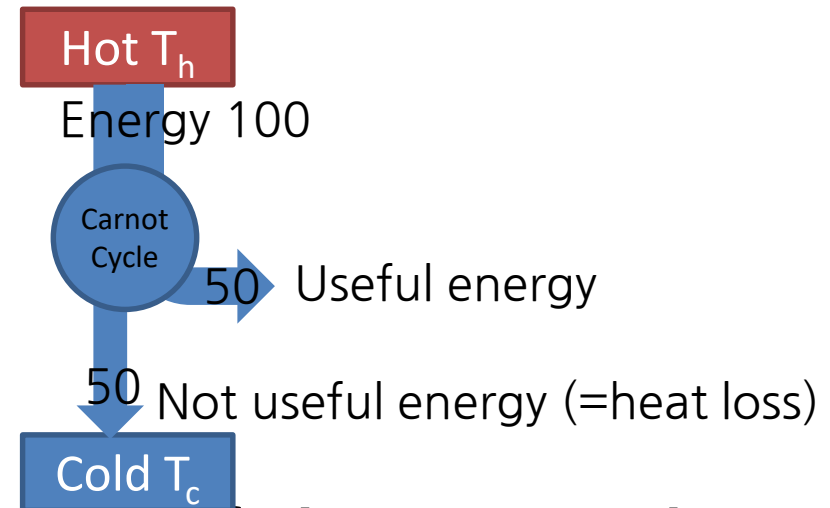 Hot Th
Energy 100
Carnot
Cycle
50 Useful energy
50 Not useful energy (=heat loss)
Cold Tc